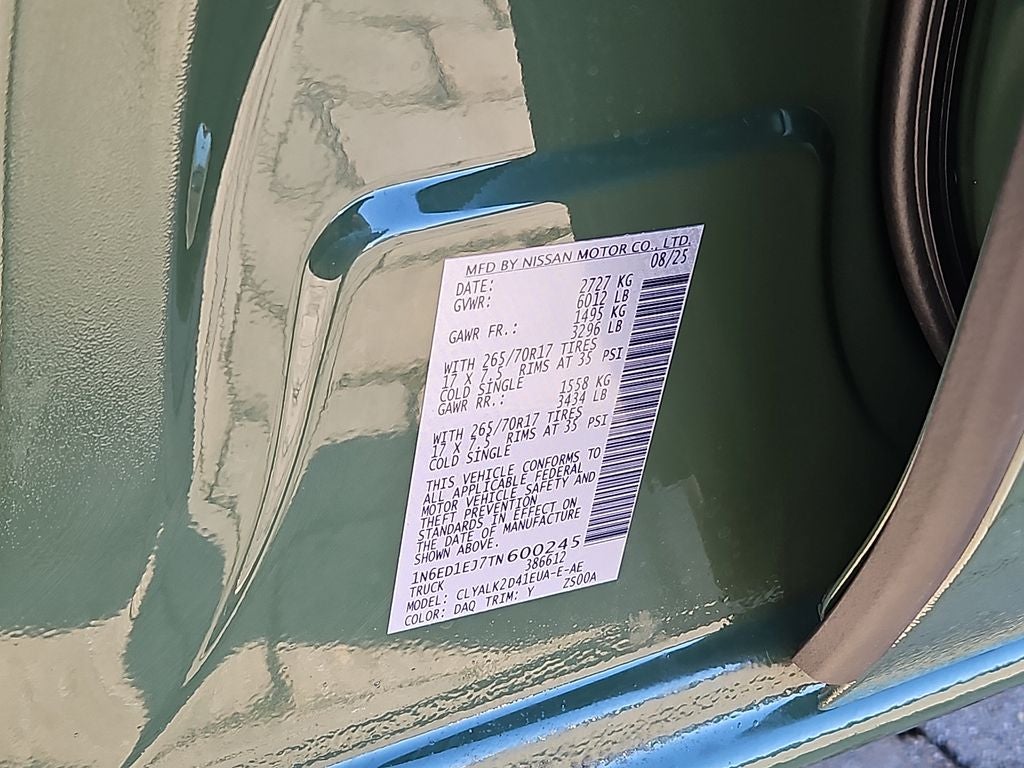 MFD BY NISSAN MOTOR CO., LTD.
DATE: 08/25
GVWR: 2727 KG
6012 LB
GAWR FR.: 1495 KG
3296 LB
WITH 265/70R17 TIRES
17 X 7.5 RIMS AT 35 PSI
COLD SINGLE
GAWR RR.: 1558 KG
3434 LB
WITH 265/70R17 TIRES
17 X 7.5 RIMS AT 35 PSI
COLD SINGLE
THIS VEHICLE CONFORMS TO
ALL APPLICABLE FEDERAL
MOTOR VEHICLE SAFETY AND
THEFT PREVENTION
STANDARDS IN EFFECT ON
THE DATE OF MANUFACTURE
SHOWN ABOVE.
1N6ED1EJ7TN600245
TRUCK 386612
MODEL: CLYALK2D41EUA-E-AE
COLOR: DAQ TRIM: Y ZS00A